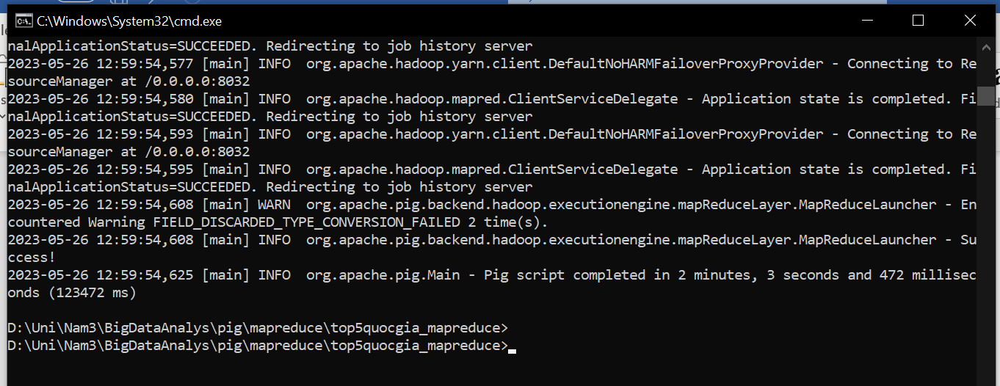 C:\Windows\System32\cmd.exe
nalApplicationStatus=SUCCEEDED. Redirecting to job history server
2023-05-26 12:59:54,577 [main] INFO  org.apache.hadoop.yarn.client.DefaultNoHARMFailoverProxyProvider - Connecting to Re
sourceManager at /0.0.0.0:8032
2023-05-26 12:59:54,580 [main] INFO  org.apache.hadoop.mapred.ClientServiceDelegate - Application state is completed. Fi
nalApplicationStatus=SUCCEEDED. Redirecting to job history server
2023-05-26 12:59:54,593 [main] INFO  org.apache.hadoop.yarn.client.DefaultNoHARMFailoverProxyProvider - Connecting to Re
sourceManager at /0.0.0.0:8032
2023-05-26 12:59:54,595 [main] INFO  org.apache.hadoop.mapred.ClientServiceDelegate - Application state is completed. Fi
nalApplicationStatus=SUCCEEDED. Redirecting to job history server
2023-05-26 12:59:54,608 [main] WARN  org.apache.pig.backend.hadoop.executionengine.mapReduceLayer.MapReduceLauncher - En
countered Warning FIELD_DISCARDED_TYPE_CONVERSION_FAILED 2 time(s).
2023-05-26 12:59:54,608 [main] INFO  org.apache.pig.backend.hadoop.executionengine.mapReduceLayer.MapReduceLauncher - Su
ccess!
2023-05-26 12:59:54,625 [main] INFO  org.apache.pig.Main - Pig script completed in 2 minutes, 3 seconds and 472 millisec
onds (123472 ms)
D:\Uni\Nam3\BigDataAnalys\pig\mapreduce\top5quocgia_mapreduce>
D:\Uni\Nam3\BigDataAnalys\pig\mapreduce\top5quocgia_mapreduce>